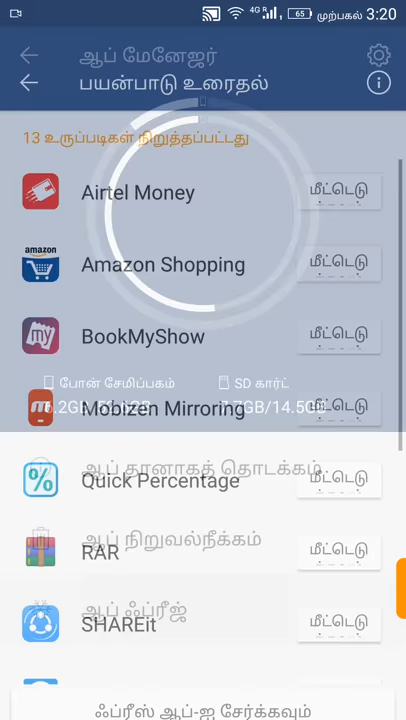 4G R 65 முற்பகல் 3:20
ஆப் மேனேஜர்
பயன்பாடு உரைதல்
13 உருப்படிகள் நிறுத்தப்பட்டது
Airtel Money மீட்டெடு
amazon
Amazon Shopping மீட்டெடு
my
BookMyShow மீட்டெடு
போன் சேமிப்பகம் SD கார்ட்
Mobizen Mirroring மீட்டெடு
ஆப் தானாகத் தொடக்கம்
% Quick Percentage மீட்டெடு
ஆப் நிறுவல்நீக்கம்
RAR மீட்டெடு
ஆப் ஃப்ரீஜ்
SHAREit மீட்டெடு
ஃப்ரீஸ் ஆப்-ஐ சேர்க்கவும்